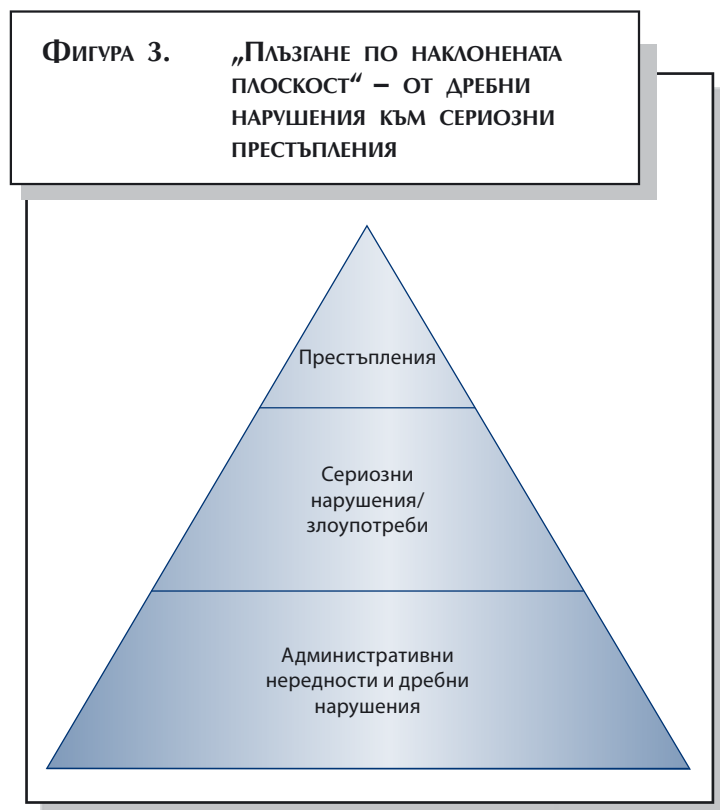 Фигура 3. „Плъзгане по наклонената
плоскост“ – от дребни
нарушения към сериозни
престъпления
Престъпления
Сериозни
нарушения/
злоупотреби
Административни
нередности и дребни
нарушения